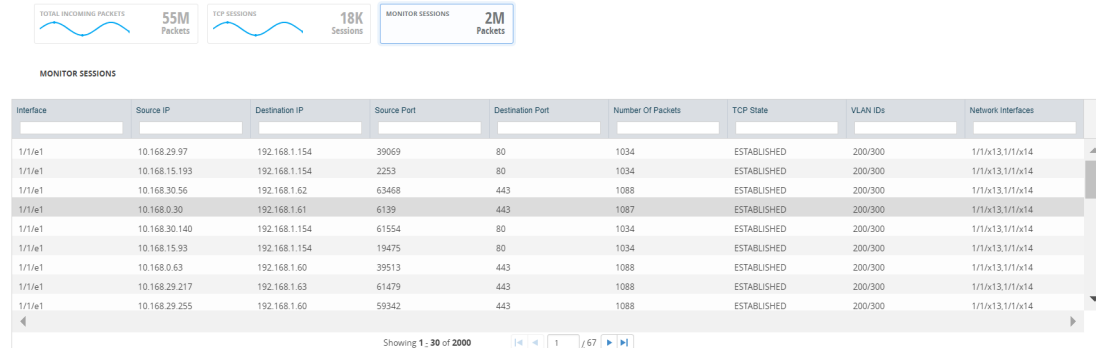 TOTAL INCOMING PACKETS 55M Packets
TCP SESSIONS 18K Sessions
MONITOR SESSIONS 2M Packets
MONITOR SESSIONS
Interface Source IP Destination IP Source Port Destination Port Number Of Packets TCP State VLAN IDs Network Interfaces
1/1/e1 10.168.29.97 192.168.1.154 39069 80 1034 ESTABLISHED 200/300 1/1/x13,1/1/x14
1/1/e1 10.168.15.193 192.168.1.154 2253 80 1034 ESTABLISHED 200/300 1/1/x13,1/1/x14
1/1/e1 10.168.30.56 192.168.1.62 63468 443 1088 ESTABLISHED 200/300 1/1/x13,1/1/x14
1/1/e1 10.168.0.30 192.168.1.61 6139 443 1087 ESTABLISHED 200/300 1/1/x13,1/1/x14
1/1/e1 10.168.30.140 192.168.1.154 61554 80 1034 ESTABLISHED 200/300 1/1/x13,1/1/x14
1/1/e1 10.168.15.93 192.168.1.154 19475 80 1034 ESTABLISHED 200/300 1/1/x13,1/1/x14
1/1/e1 10.168.0.63 192.168.1.60 39513 443 1088 ESTABLISHED 200/300 1/1/x13,1/1/x14
1/1/e1 10.168.29.217 192.168.1.63 61479 443 1088 ESTABLISHED 200/300 1/1/x13,1/1/x14
1/1/e1 10.168.29.255 192.168.1.60 59342 443 1088 ESTABLISHED 200/300 1/1/x13,1/1/x14
Showing 1 - 30 of 2000 1 / 67